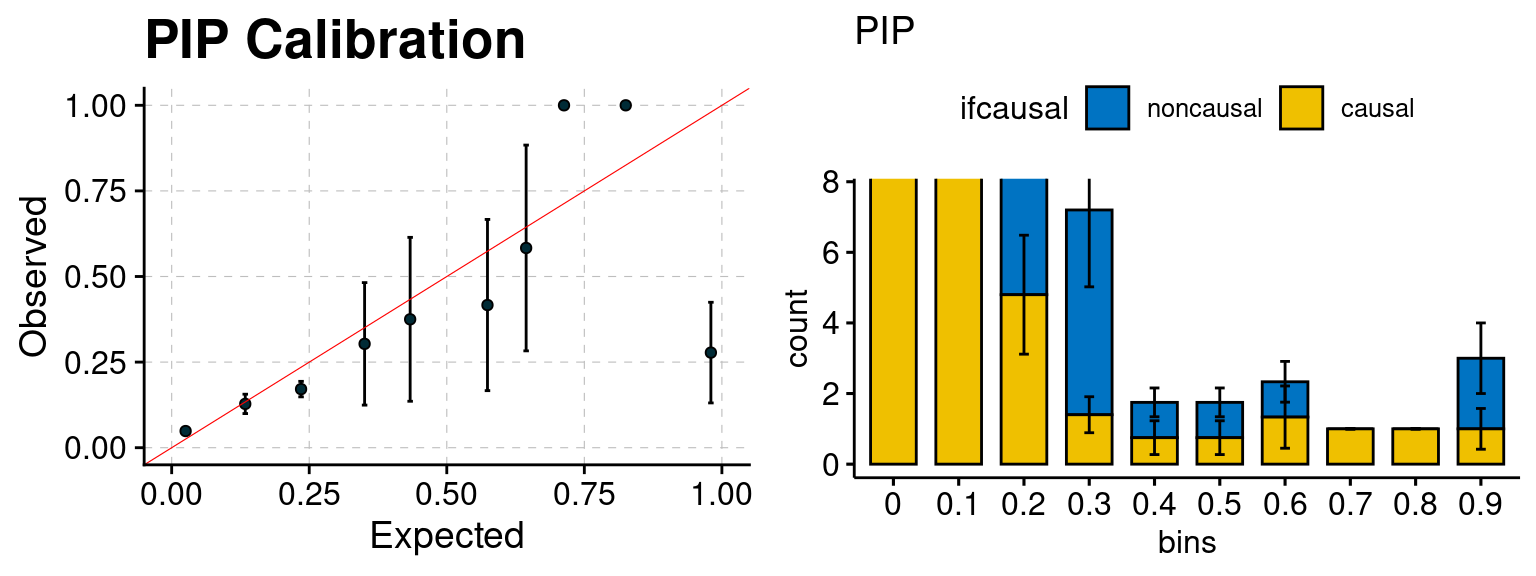 PIP Calibration
1.00
0.75
0.50
0.25
0.00
Observed
0.00 0.25 0.50 0.75 1.00
Expected
PIP
ifcausal noncausal causal
8
6
4
2
0
count
0 0.1 0.2 0.3 0.4 0.5 0.6 0.7 0.8 0.9
bins